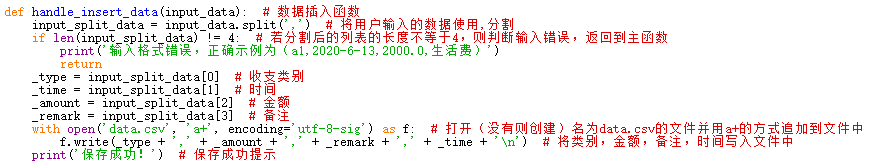 def handle_insert_data(input_data):  # 数据插入函数
    input_split_data = input_data.split(',')  # 将用户输入的数据使用,分割
    if len(input_split_data) != 4:  # 若分割后的列表的长度不等于4，则判断输入错误，返回到主函数
        print('输入格式错误，正确示例为（a1,2020-6-13,2000.0,生活费）')
        return
    _type = input_split_data[0]  # 收支类别
    _time = input_split_data[1]  # 时间
    _amount = input_split_data[2]  # 金额
    _remark = input_split_data[3]  # 备注
    with open('data.csv', 'a+', encoding='utf-8-sig') as f:  # 打开（没有则创建）名为data.csv的文件并用a+的方式追加到文件中
        f.write(_type + ',' + _amount + ',' + _remark + ',' + _time + '\n')  # 将类别，金额，备注，时间写入文件中
    print('保存成功！')  # 保存成功提示